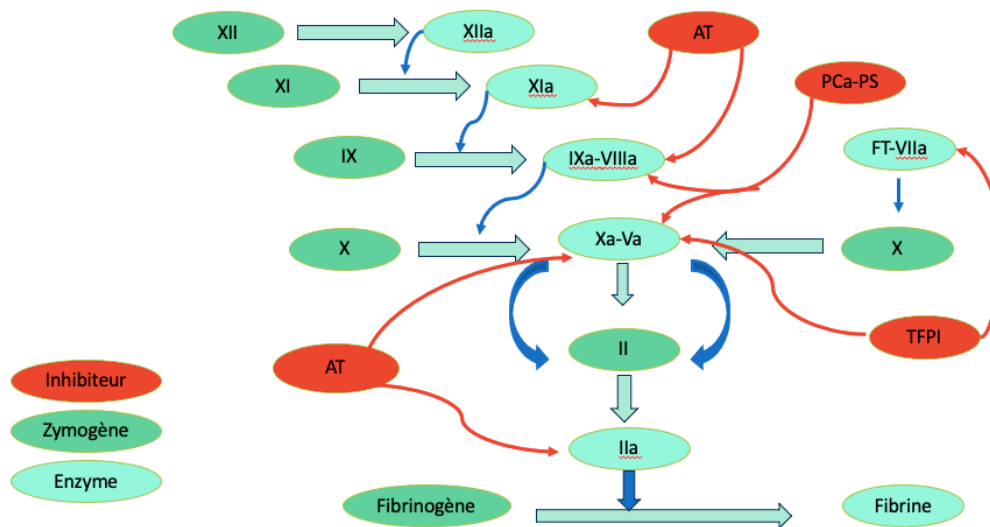 XII
XIIa
AT
XI
XIa
PCa-PS
IX
IXa-VIIIa
FT-VIIa
X
Xa-Va
X
II
TFPI
AT
Inhibiteur
Zymogène
IIa
Enzyme
Fibrinogène
Fibrine